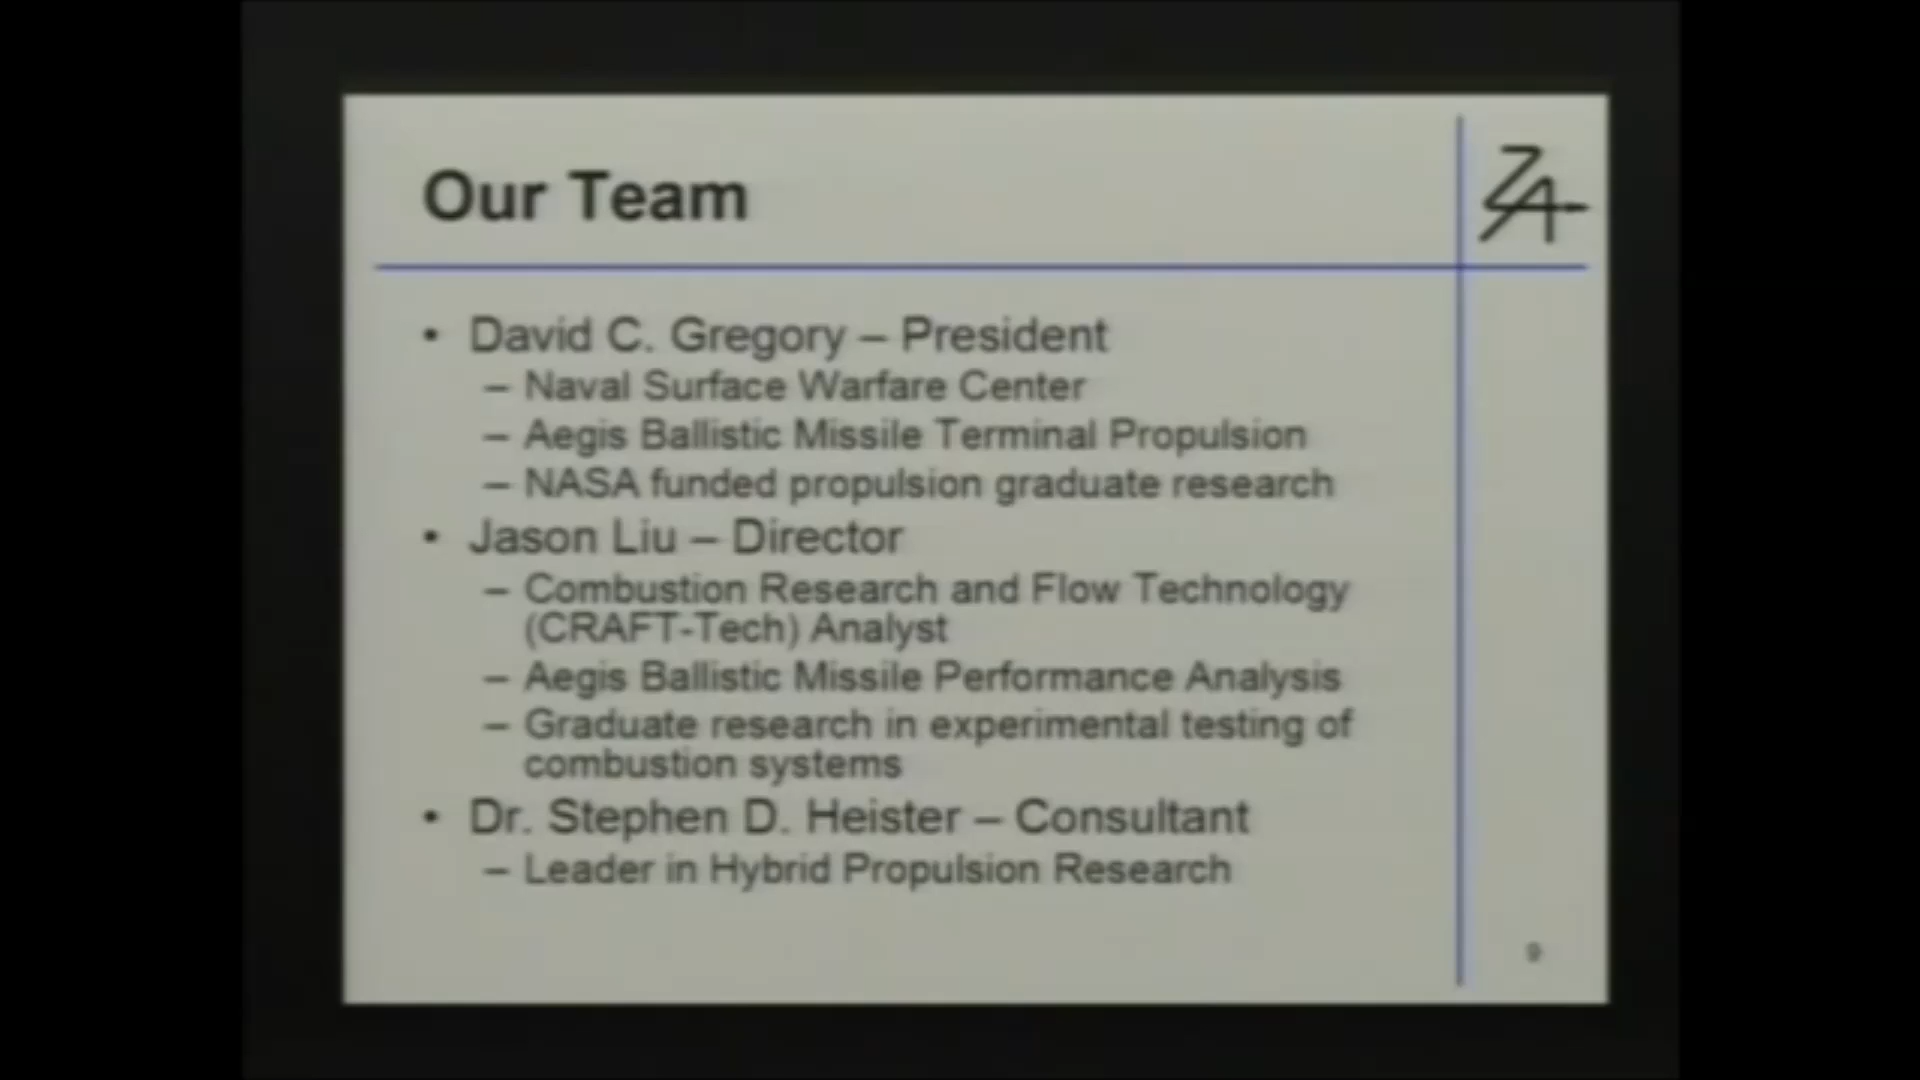 Our Team
ZA
• David C. Gregory – President
– Naval Surface Warfare Center
– Aegis Ballistic Missile Terminal Propulsion
– NASA funded propulsion graduate research
• Jason Liu – Director
– Combustion Research and Flow Technology
(CRAFT-Tech) Analyst
– Aegis Ballistic Missile Performance Analysis
– Graduate research in experimental testing of
combustion systems
• Dr. Stephen D. Heister – Consultant
– Leader in Hybrid Propulsion Research
9